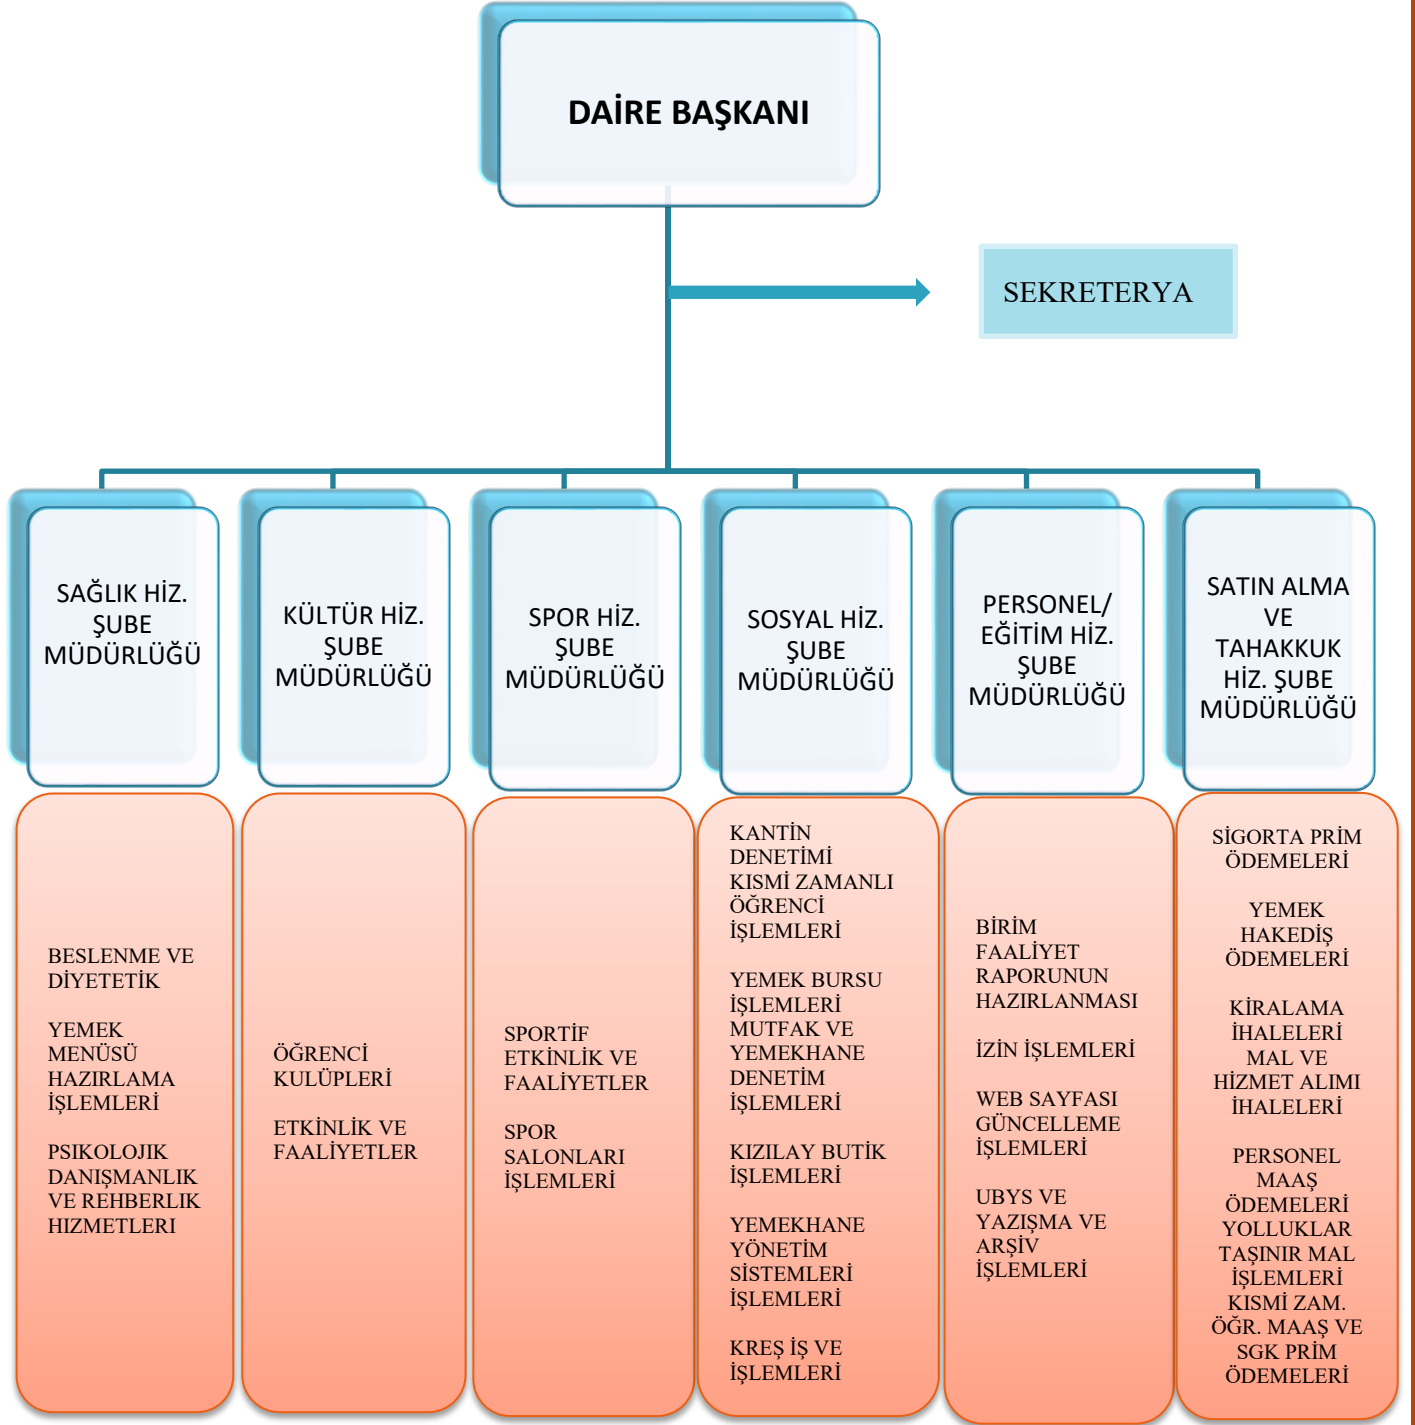 DAİRE BAŞKANI
SEKRETERYA
SAĞLIK HİZ.
ŞUBE
MÜDÜRLÜĞÜ
KÜLTÜR HİZ.
ŞUBE
MÜDÜRLÜĞÜ
SPOR HİZ.
ŞUBE
MÜDÜRLÜĞÜ
SOSYAL HİZ.
ŞUBE
MÜDÜRLÜĞÜ
PERSONEL/
EĞİTİM HİZ.
ŞUBE
MÜDÜRLÜĞÜ
SATIN ALMA
VE
TAHAKKUK
HİZ. ŞUBE
MÜDÜRLÜĞÜ
BESLENME VE
DİYETETİK
YEMEK
MENÜSÜ
HAZIRLAMA
İŞLEMLERİ
PSIKOLOJIK
DANIŞMANLIK
VE REHBERLIK
HIZMETLERI
ÖĞRENCİ
KULÜPLERİ
ETKİNLİK VE
FAALİYETLER
SPORTİF
ETKİNLİK VE
FAALİYETLER
SPOR
SALONLARI
İŞLEMLERİ
KANTİN
DENETİMİ
KISMİ ZAMANLI
ÖĞRENCİ
İŞLEMLERİ
YEMEK BURSU
İŞLEMLERİ
MUTFAK VE
YEMEKHANE
DENETİM
İŞLEMLERİ
KIZILAY BUTİK
İŞLEMLERİ
YEMEKHANE
YÖNETİM
SİSTEMLERİ
İŞLEMLERİ
KREŞ İŞ VE
İŞLEMLERİ
BİRİM
FAALİYET
RAPORUNUN
HAZIRLANMASI
İZİN İŞLEMLERİ
WEB SAYFASI
GÜNCELLEME
İŞLEMLERİ
UBYS VE
YAZIŞMA VE
ARŞİV
İŞLEMLERİ
SİGORTA PRİM
ÖDEMELERİ
YEMEK
HAKEDİŞ
ÖDEMELERİ
KİRALAMA
İHALELERİ
MAL VE
HİZMET ALIMI
İHALELERİ
PERSONEL
MAAŞ
ÖDEMELERİ
YOLLUKLAR
TAŞINIR MAL
İŞLEMLERİ
KISMİ ZAM.
ÖĞR. MAAŞ VE
SGK PRİM
ÖDEMELERİ